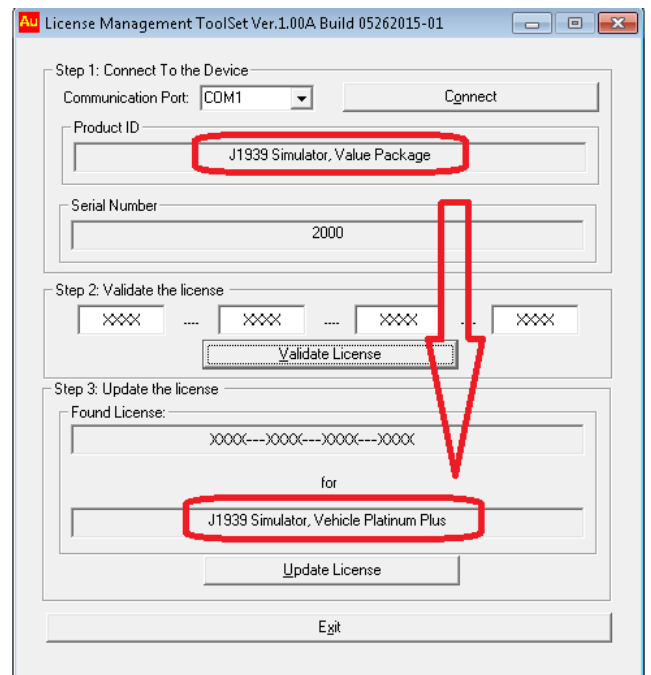 Au License Management ToolSet Ver.1.00A Build 05262015-01
Step 1: Connect To the Device
Communication Port: COM1 Connect
Product ID
J1939 Simulator, Value Package
Serial Number
2000
Step 2: Validate the license
XXXX .... XXXX .... XXXX .... XXXX
Validate License
Step 3: Update the license
Found License:
XXXX---XXXX---XXXX---XXXX
for
J1939 Simulator, Vehicle Platinum Plus
Update License
Exit